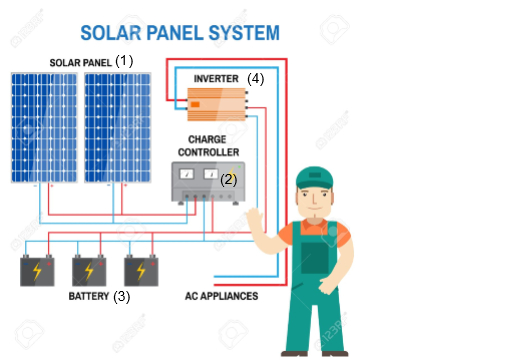 SOLAR PANEL SYSTEM
SOLAR PANEL (1)
INVERTER (4)
CHARGE
CONTROLLER
(2)
BATTERY (3)
AC APPLIANCES